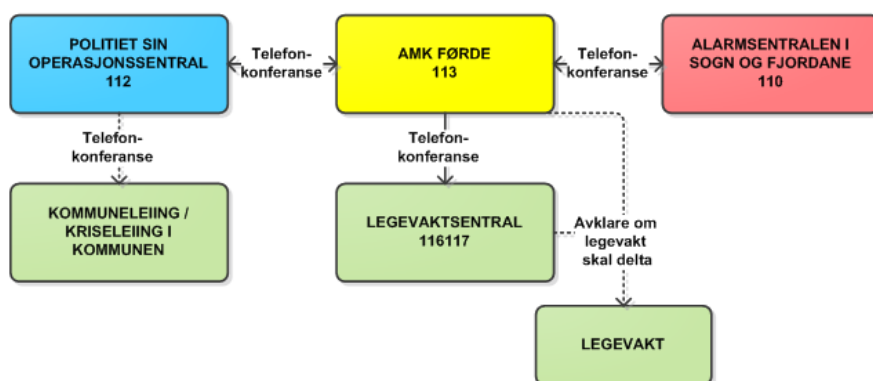 POLITIET SIN
OPERASJONSSENTRAL
112
Telefon-
konferanse
AMK FØRDE
113
Telefon-
konferanse
ALARMSENTRALEN I
SOGN OG FJORDANE
110
Telefon-
konferanse
Telefon-
konferanse
KOMMUNELEIING /
KRISELEIING I
KOMMUNEN
LEGEVAKTSENTRAL
116117
Avklare om
legevakt
skal delta
LEGEVAKT